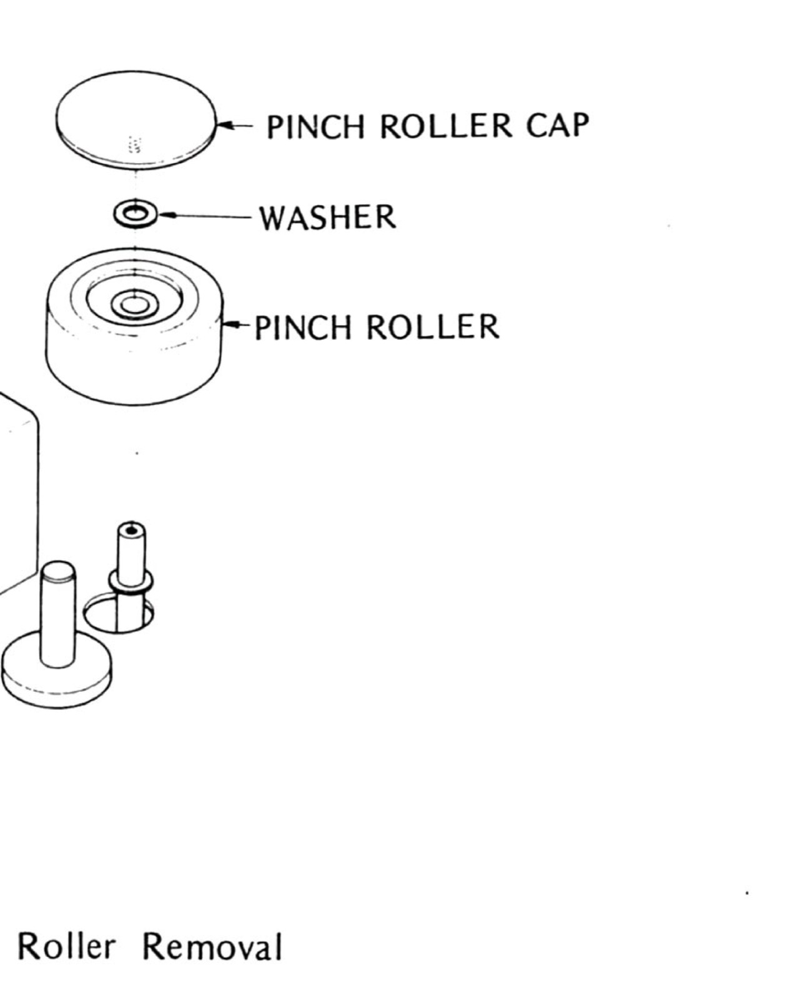 PINCH ROLLER CAP
WASHER
PINCH ROLLER
Roller Removal